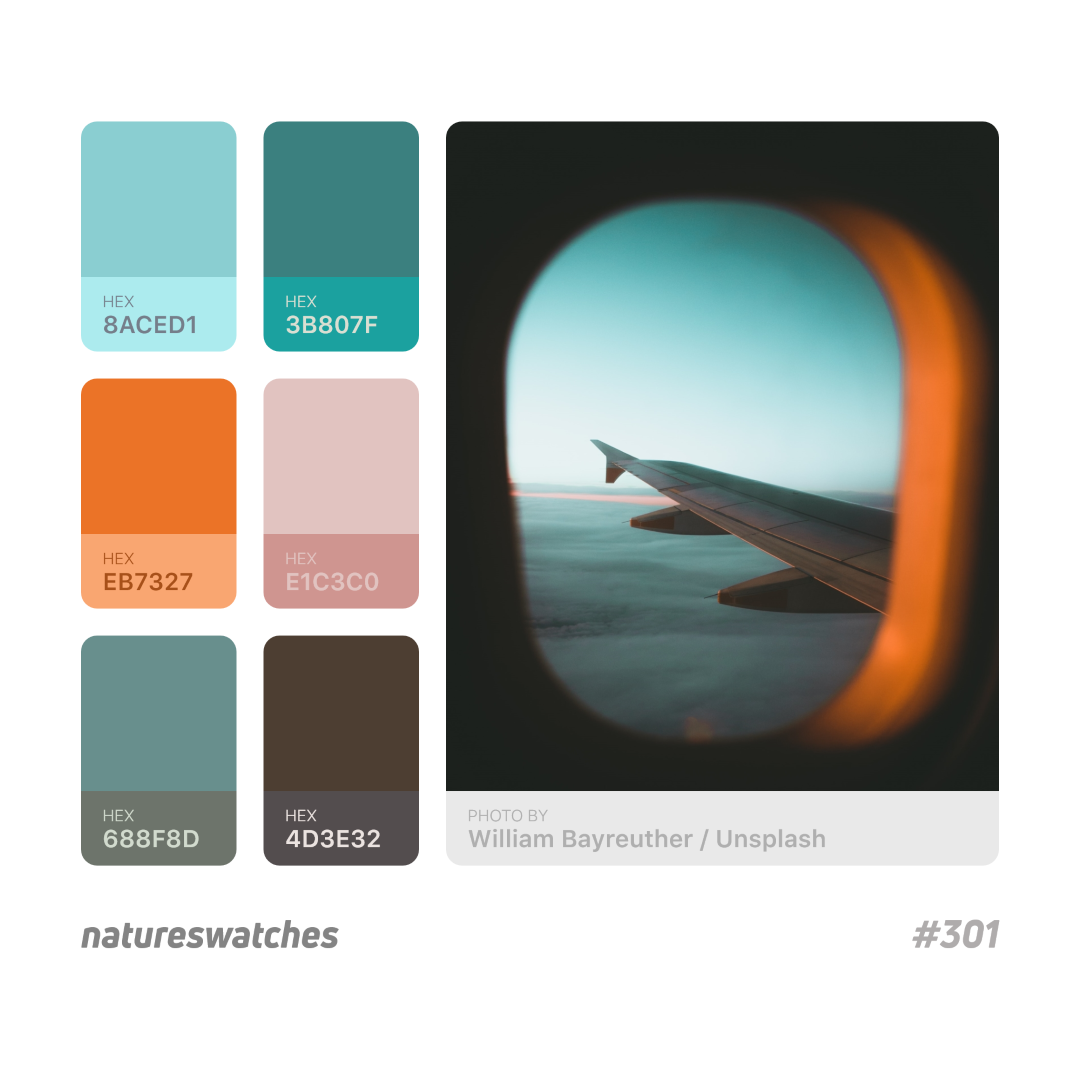 HEX
8ACED1
HEX
3B807F
HEX
EB7327
HEX
E1C3C0
HEX
688F8D
HEX
4D3E32
PHOTO BY
William Bayreuther / Unsplash
natureswatches
#301